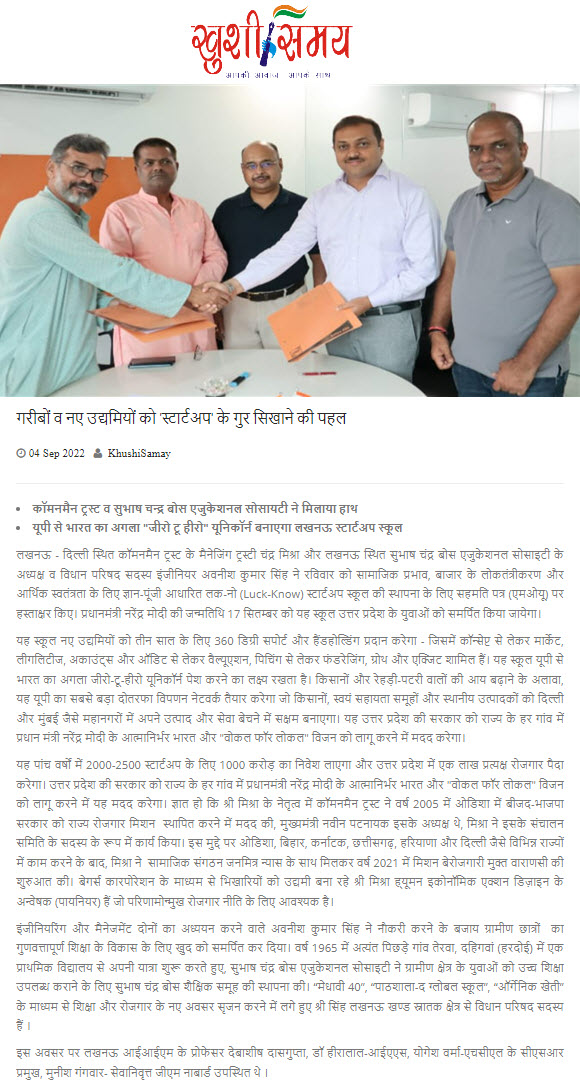 खुशी समय
आपकी आवाज आपके साथ
गरीबों व नए उद्यमियों को 'स्टार्टअप' के गुर सिखाने की पहल
04 Sep 2022 KhushiSamay
कॉमनमैन ट्रस्ट व सुभाष चन्द्र बोस एजुकेशनल सोसायटी ने मिलाया हाथ
यूपी से भारत का अगला "जीरो टू हीरो" यूनिकॉर्न बनाएगा लखनऊ स्टार्टअप स्कूल
लखनऊ - दिल्ली स्थित कॉमनमैन ट्रस्ट के मैनेजिंग ट्रस्टी चंद्र मिश्रा और लखनऊ स्थित सुभाष चंद्र बोस एजुकेशनल सोसाइटी के
अध्यक्ष व विधान परिषद सदस्य इंजीनियर अवनीश कुमार सिंह ने रविवार को सामाजिक प्रभाव, बाजार के लोकतंत्रीकरण और
आर्थिक स्वतंत्रता के लिए ज्ञान-पूंजी आधारित लक-नो (Luck-Know) स्टार्टअप स्कूल की स्थापना के लिए सहमति पत्र (एमओयू) पर
हस्ताक्षर किए। प्रधानमंत्री नरेंद्र मोदी की जन्मतिथि 17 सितम्बर को यह स्कूल उत्तर प्रदेश के युवाओं को समर्पित किया जायेगा।
यह स्कूल नए उद्यमियों को तीन साल के लिए 360 डिग्री सपोर्ट और हैंडहोल्डिंग प्रदान करेगा - जिसमें कॉन्सेप्ट से लेकर मार्केट,
लीगलिटीज, अकाउंट्स और ऑडिट से लेकर वैल्यूएशन, पिचिंग से लेकर फंडरेजिंग, ग्रोथ और एक्जिट शामिल हैं। यह स्कूल यूपी से
भारत का अगला जीरो-टू-हीरो यूनिकॉर्न पेश करने का लक्ष्य रखता है। किसानों और रेहड़ी-पटरी वालों की आय बढ़ाने के अलावा,
यह यूपी का सबसे बड़ा दोतरफा विपणन नेटवर्क तैयार करेगा जो किसानों, स्वयं सहायता समूहों और स्थानीय उत्पादकों को दिल्ली
और मुंबई जैसे महानगरों में अपने उत्पाद और सेवा बेचने में सक्षम बनाएगा। यह उत्तर प्रदेश की सरकार को राज्य के हर गांव में
प्रधान मंत्री नरेंद्र मोदी के आत्मानिर्भर भारत और "वोकल फॉर लोकल" विजन को लागू करने में मदद करेगा।
यह पांच वर्षों में 2000-2500 स्टार्टअप के लिए 1000 करोड़ का निवेश लाएगा और उत्तर प्रदेश में एक लाख प्रत्यक्ष रोजगार पैदा
करेगा। उत्तर प्रदेश की सरकार को राज्य के हर गांव में प्रधानमंत्री नरेंद्र मोदी के आत्मानिर्भर भारत और "वोकल फॉर लोकल" विजन
को लागू करने में यह मदद करेगा। ज्ञात हो कि श्री मिश्रा के नेतृत्व में कॉमनमैन ट्रस्ट ने वर्ष 2005 में ओडिशा में बीजद-भाजपा
सरकार को राज्य रोजगार मिशन स्थापित करने में मदद की, मुख्यमंत्री नवीन पटनायक इसके अध्यक्ष थे, मिश्रा ने इसके संचालन
समिति के सदस्य के रूप में कार्य किया। इस मुद्दे पर ओडिशा, बिहार, कर्नाटक, छत्तीसगढ़, हरियाणा और दिल्ली जैसे विभिन्न राज्यों
में काम करने के बाद, मिश्रा ने सामाजिक संगठन जनमित्र न्यास के साथ मिलकर वर्ष 2021 में मिशन बेरोजगारी मुक्त वाराणसी की
शुरुआत की। बेगर्स कारपोरेशन के माध्यम से भिखारियों को उद्यमी बना रहे श्री मिश्रा ह्यूमन इकोनॉमिक एक्शन डिज़ाइन के
अन्वेषक (पायनियर) हैं जो परिणामोन्मुख रोजगार नीति के लिए आवश्यक है।
इंजीनियरिंग और मैनेजमेंट दोनों का अध्ययन करने वाले अवनीश कुमार सिंह ने नौकरी करने के बजाय ग्रामीण छात्रों का
गुणवत्तापूर्ण शिक्षा के विकास के लिए खुद को समर्पित कर दिया। वर्ष 1965 में अत्यंत पिछड़े गांव तेरवा, दहिगवां (हरदोई) में एक
प्राथमिक विद्यालय से अपनी यात्रा शुरू करते हुए, सुभाष चंद्र बोस एजुकेशनल सोसाइटी ने ग्रामीण क्षेत्र के युवाओं को उच्च शिक्षा
उपलब्ध कराने के लिए सुभाष चंद्र बोस शैक्षिक समूह की स्थापना की। "मेधावी 40", "पाठशाला-द ग्लोबल स्कूल", "ऑर्गेनिक खेती"
के माध्यम से शिक्षा और रोजगार के नए अवसर सृजन करने में लगे हुए श्री सिंह लखनऊ खण्ड स्नातक क्षेत्र से विधान परिषद सदस्य
हैं ।
इस अवसर पर लखनऊ आईआईएम के प्रोफेसर देबाशीष दासगुप्ता, डॉ हीरालाल-आईएएस, योगेश वर्मा-एचसीएल के सीएसआर
प्रमुख, मुनीश गंगवार- सेवानिवृत्त जीएम नाबार्ड उपस्थित थे ।